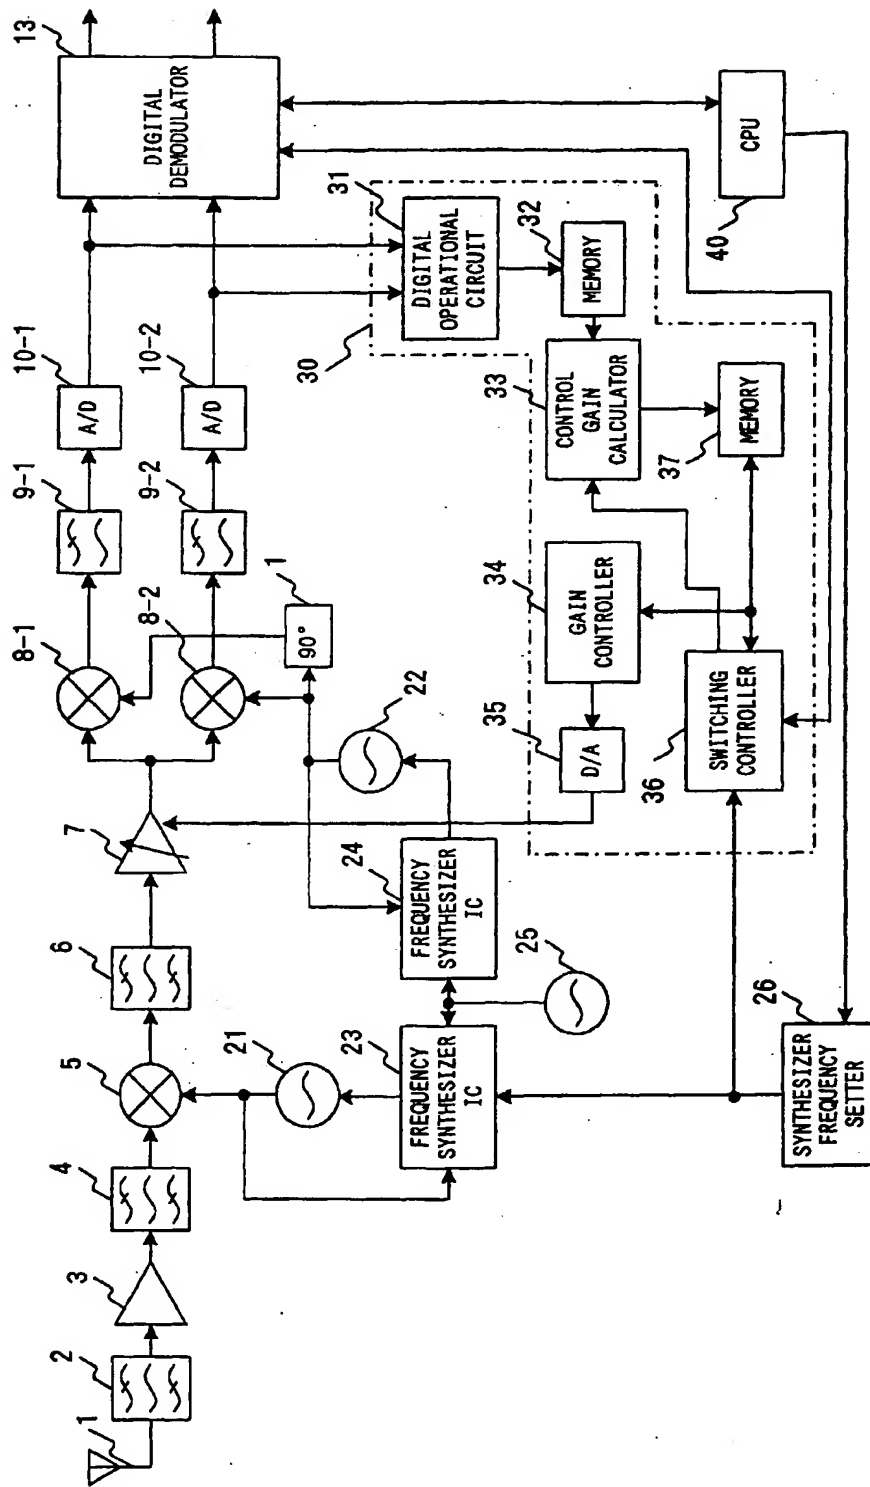 1
2
3
4
5
6
7
8-1
8-2
9-1
9-2
10-1
10-2
13
DIGITAL
DEMODULATOR
A/D
A/D
90°
1
21
22
23
FREQUENCY
SYNTHESIZER
IC
24
FREQUENCY
SYNTHESIZER
IC
25
26
SYNTHESIZER
FREQUENCY
SETTER
30
31
DIGITAL
OPERATIONAL
CIRCUIT
32
MEMORY
33
CONTROL
GAIN
CALCULATOR
34
GAIN
CONTROLLER
35
D/A
36
SWITCHING
CONTROLLER
37
MEMORY
40
CPU